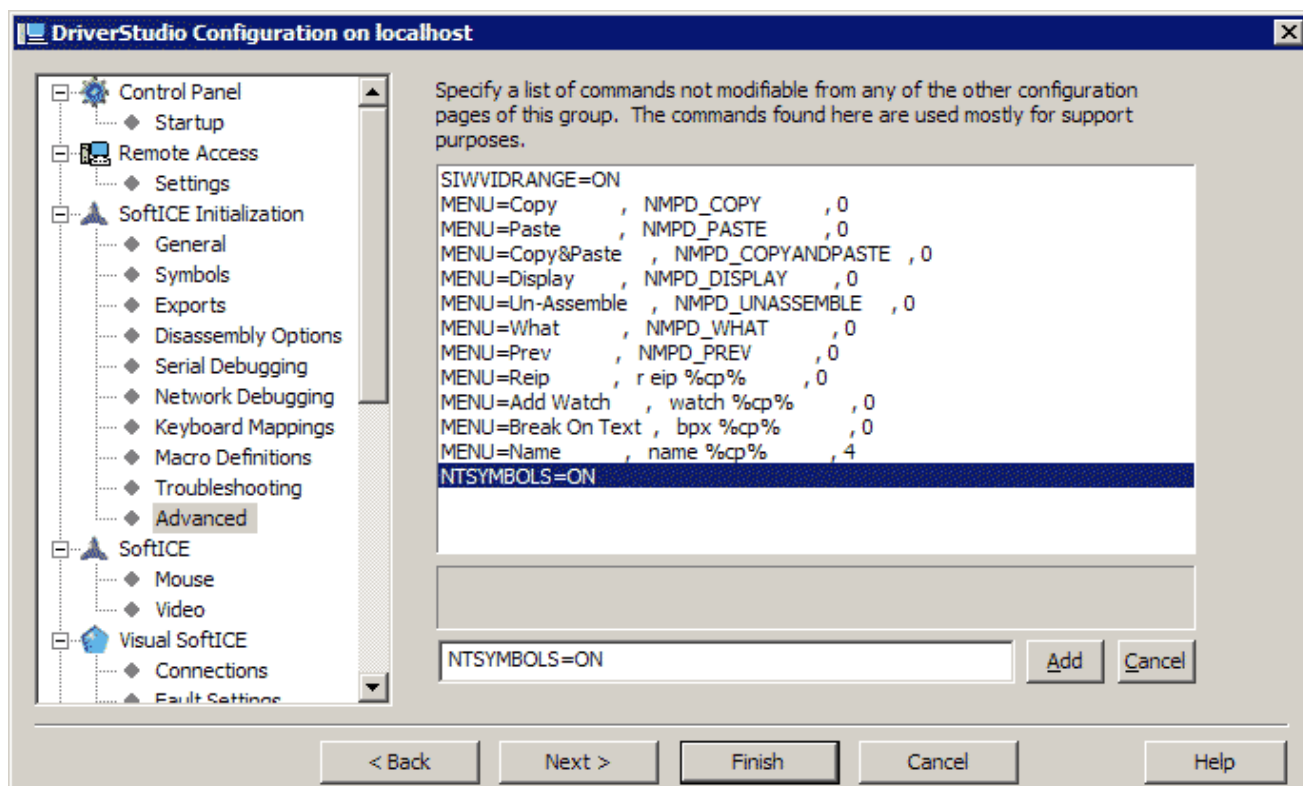 DriverStudio Configuration on localhost
Control Panel
Startup
Remote Access
Settings
SoftICE Initialization
General
Symbols
Exports
Disassembly Options
Serial Debugging
Network Debugging
Keyboard Mappings
Macro Definitions
Troubleshooting
Advanced
SoftICE
Mouse
Video
Visual SoftICE
Connections
Fault Settings
Specify a list of commands not modifiable from any of the other configuration
pages of this group. The commands found here are used mostly for support
purposes.
SIWVIDRANGE=ON
MENU=Copy , NMPD_COPY , 0
MENU=Paste , NMPD_PASTE , 0
MENU=Copy&Paste , NMPD_COPYANDPASTE , 0
MENU=Display , NMPD_DISPLAY , 0
MENU=Un-Assemble , NMPD_UNASSEMBLE , 0
MENU=What , NMPD_WHAT , 0
MENU=Prev , NMPD_PREV , 0
MENU=Reip , r eip %cp% , 0
MENU=Add Watch , watch %cp% , 0
MENU=Break On Text , bpx %cp% , 0
MENU=Name , name %cp% , 4
NTSYMBOLS=ON
NTSYMBOLS=ON
Add
Cancel
< Back
Next >
Finish
Cancel
Help